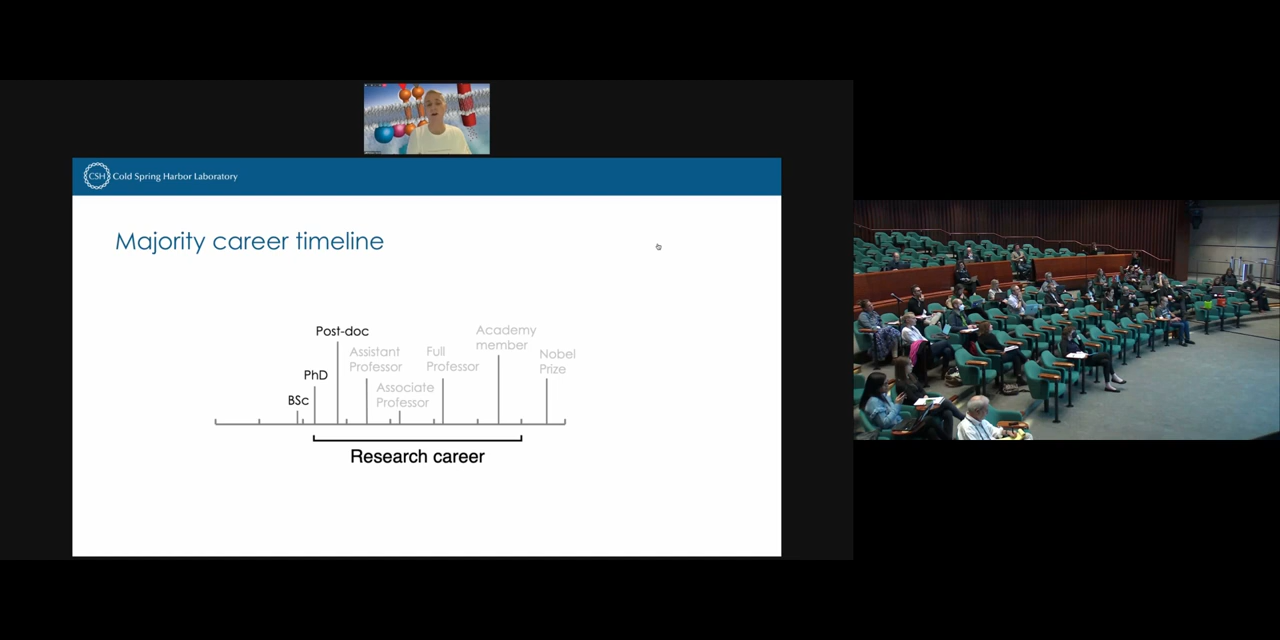 CSH Cold Spring Harbor Laboratory
Majority career timeline
Post-doc
Academy
member
Assistant
Professor
Full
Professor
Nobel
Prize
PhD
Associate
Professor
BSc
Research career